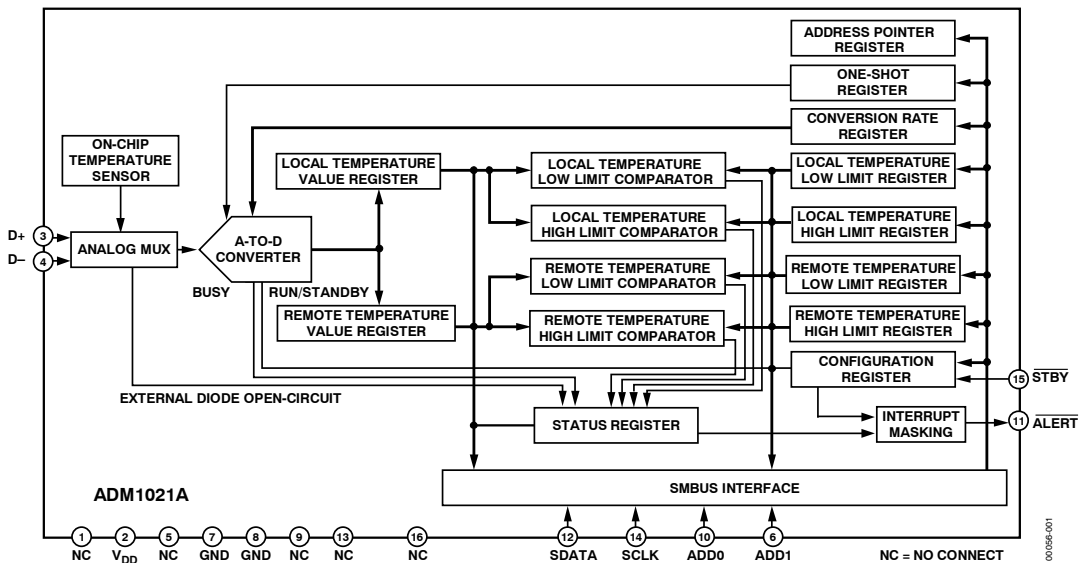 ADDRESS POINTER
REGISTER
ONE-SHOT
REGISTER
CONVERSION RATE
REGISTER
ON-CHIP
TEMPERATURE
SENSOR
LOCAL TEMPERATURE
VALUE REGISTER
LOCAL TEMPERATURE
LOW LIMIT COMPARATOR
LOCAL TEMPERATURE
LOW LIMIT REGISTER
D+
3
D–
4
ANALOG MUX
A-TO-D
CONVERTER
LOCAL TEMPERATURE
HIGH LIMIT COMPARATOR
LOCAL TEMPERATURE
HIGH LIMIT REGISTER
BUSY
RUN/STANDBY
REMOTE TEMPERATURE
LOW LIMIT COMPARATOR
REMOTE TEMPERATURE
LOW LIMIT REGISTER
REMOTE TEMPERATURE
VALUE REGISTER
REMOTE TEMPERATURE
HIGH LIMIT COMPARATOR
REMOTE TEMPERATURE
HIGH LIMIT REGISTER
CONFIGURATION
REGISTER
15
STBY
EXTERNAL DIODE OPEN-CIRCUIT
STATUS REGISTER
INTERRUPT
MASKING
11
ALERT
SMBUS INTERFACE
ADM1021A
1
NC
2
VDD
5
NC
7
GND
8
GND
9
NC
13
NC
16
NC
12
SDATA
14
SCLK
10
ADD0
6
ADD1
NC = NO CONNECT
00056-001